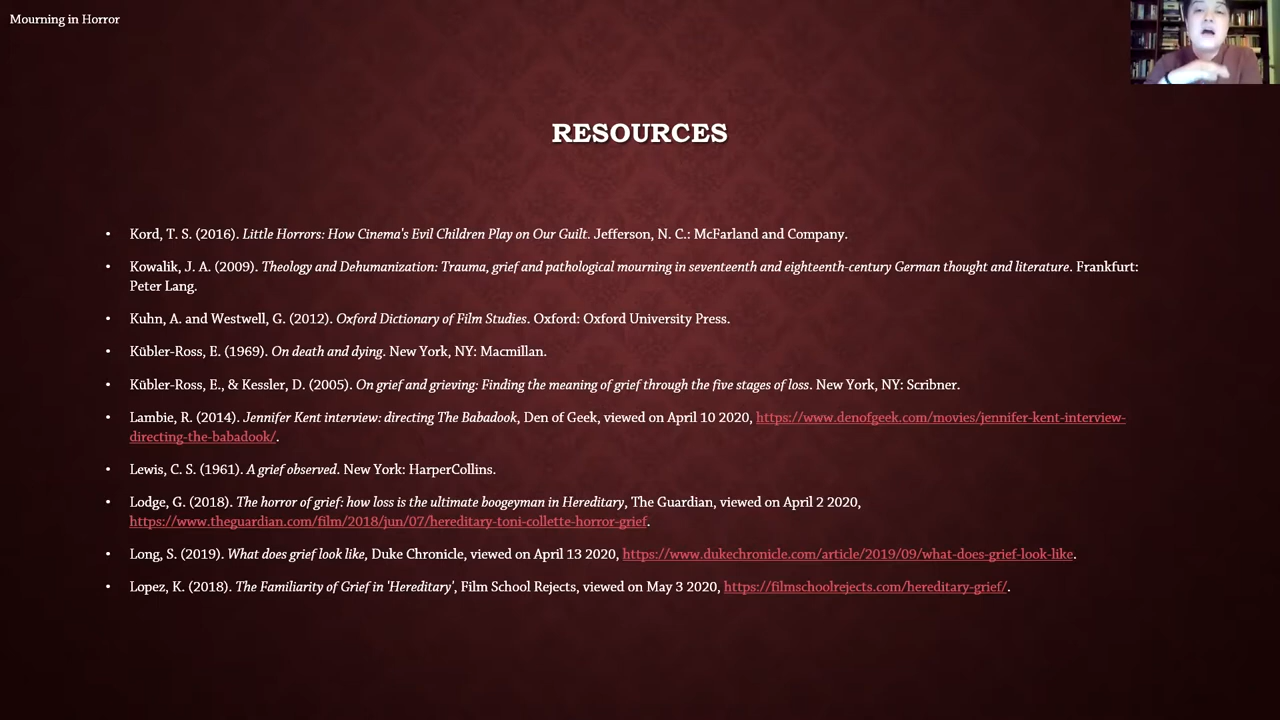 Mourning in Horror
RESOURCES
• Kord, T. S. (2016). Little Horrors: How Cinema's Evil Children Play on Our Guilt. Jefferson, N. C.: McFarland and Company.
• Kowalik, J. A. (2009). Theology and Dehumanization: Trauma, grief and pathological mourning in seventeenth and eighteenth-century German thought and literature. Frankfurt:
Peter Lang.
• Kuhn, A. and Westwell, G. (2012). Oxford Dictionary of Film Studies. Oxford: Oxford University Press.
• Kübler-Ross, E. (1969). On death and dying. New York, NY: Macmillan.
• Kübler-Ross, E., & Kessler, D. (2005). On grief and grieving: Finding the meaning of grief through the five stages of loss. New York, NY: Scribner.
• Lambie, R. (2014). Jennifer Kent interview: directing The Babadook, Den of Geek, viewed on April 10 2020, https://www.denofgeek.com/movies/jennifer-kent-interview-
directing-the-babadook/.
• Lewis, C. S. (1961). A grief observed. New York: HarperCollins.
• Lodge, G. (2018). The horror of grief: how loss is the ultimate boogeyman in Hereditary, The Guardian, viewed on April 2 2020,
https://www.theguardian.com/film/2018/jun/07/hereditary-toni-collette-horror-grief.
• Long, S. (2019). What does grief look like, Duke Chronicle, viewed on April 13 2020, https://www.dukechronicle.com/article/2019/09/what-does-grief-look-like.
• Lopez, K. (2018). The Familiarity of Grief in 'Hereditary', Film School Rejects, viewed on May 3 2020, https://filmschoolrejects.com/hereditary-grief/.